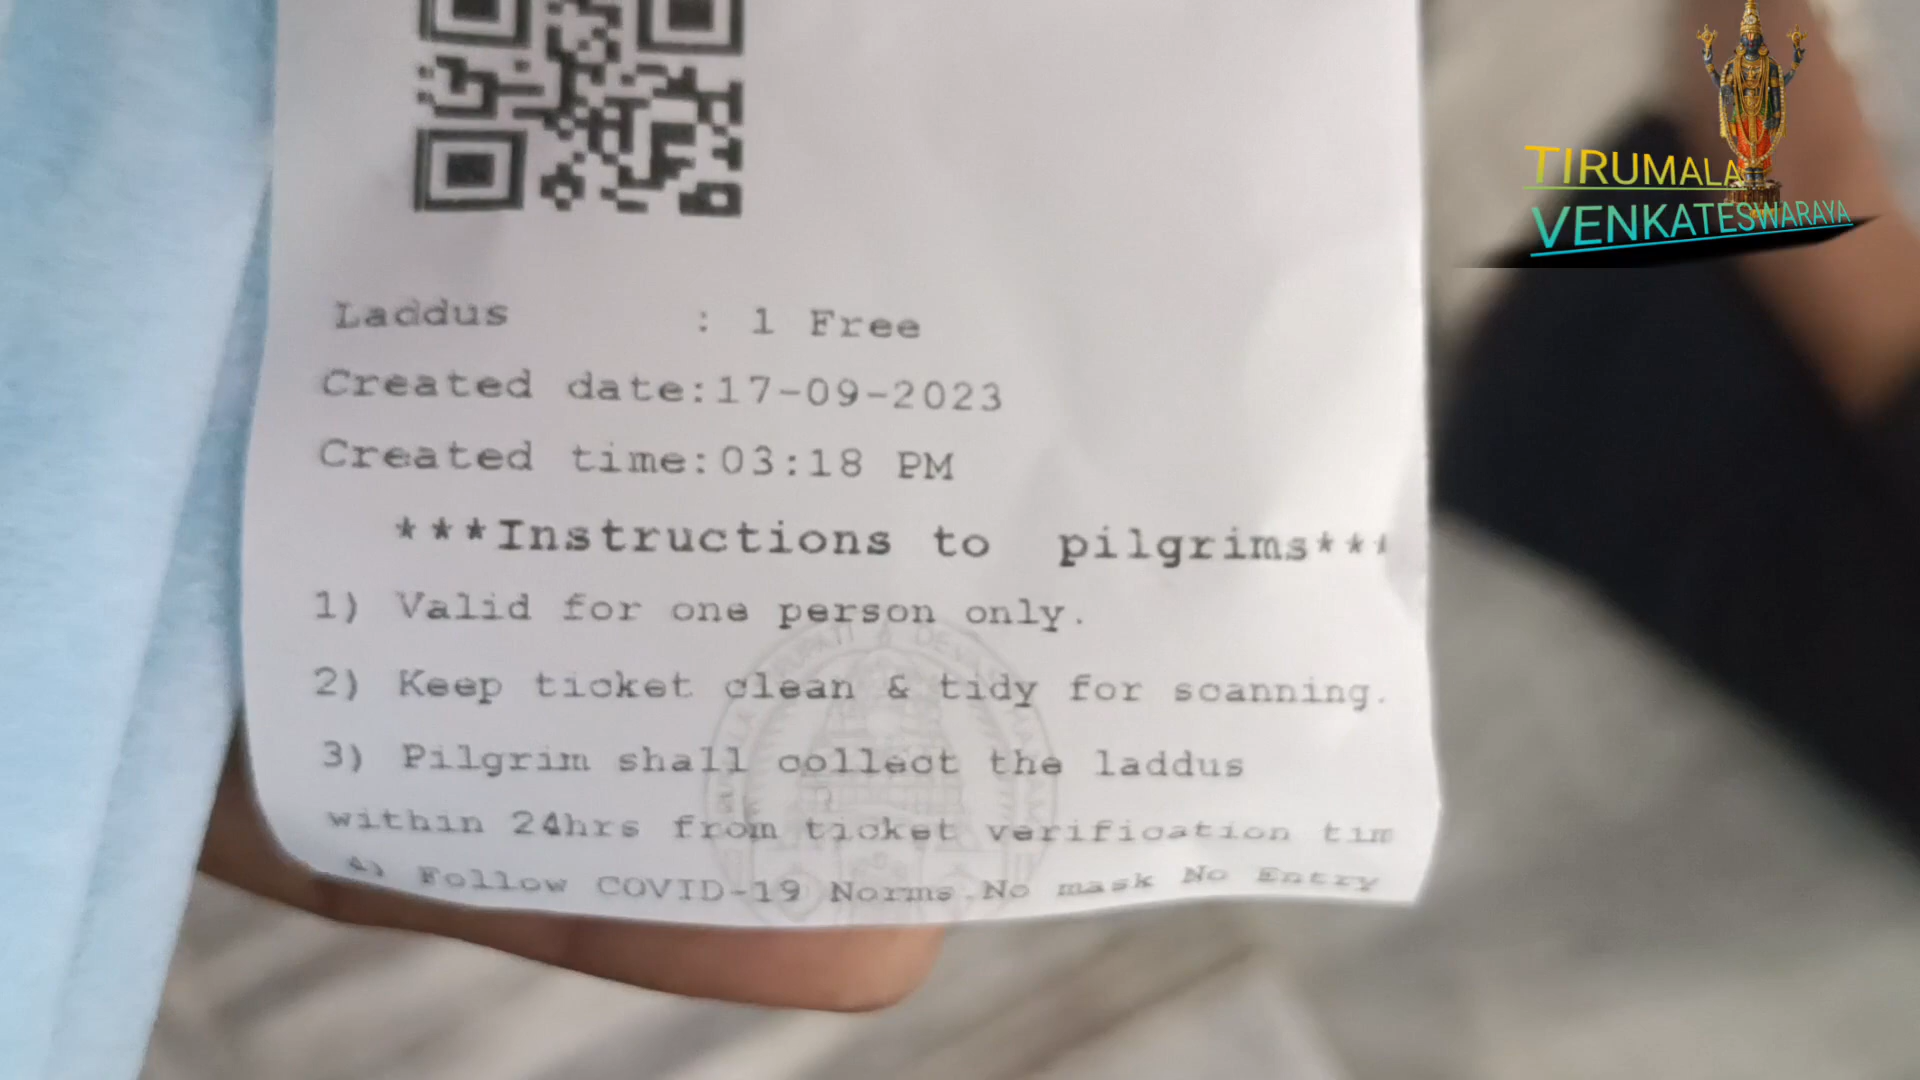 TIRUMALA
VENKATESWARAYA
Laddus : 1 Free
Created date:17-09-2023
Created time:03:18 PM
***Instructions to pilgrims***
1) Valid for one person only.
2) Keep ticket clean & tidy for scanning.
3) Pilgrim shall collect the laddus
within 24hrs from ticket verification tim
4) Follow COVID-19 Norms.No mask No Entry